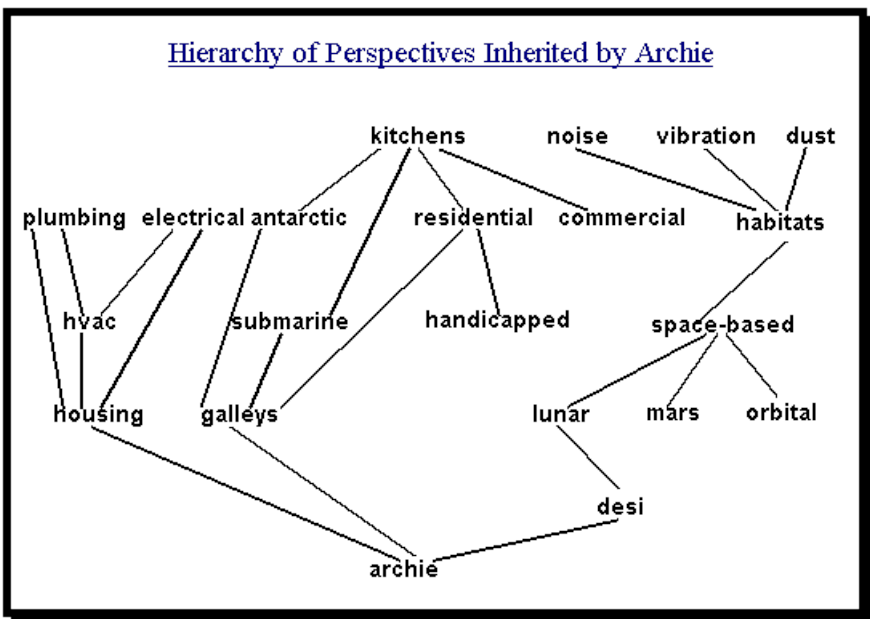 Hierarchy of Perspectives Inherited by Archie
kitchens noise vibration dust
plumbing electrical antarctic residential commercial habitats
hvac submarine handicapped space-based
housing galleys lunar mars orbital
desi
archie